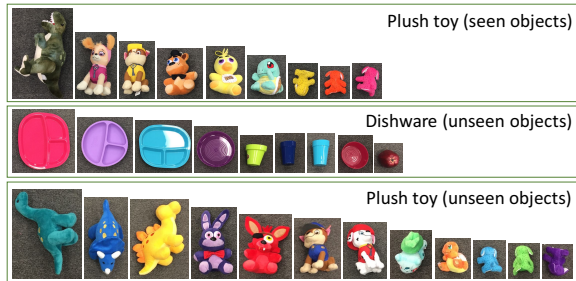 Plush toy (seen objects)
Dishware (unseen objects)
Plush toy (unseen objects)